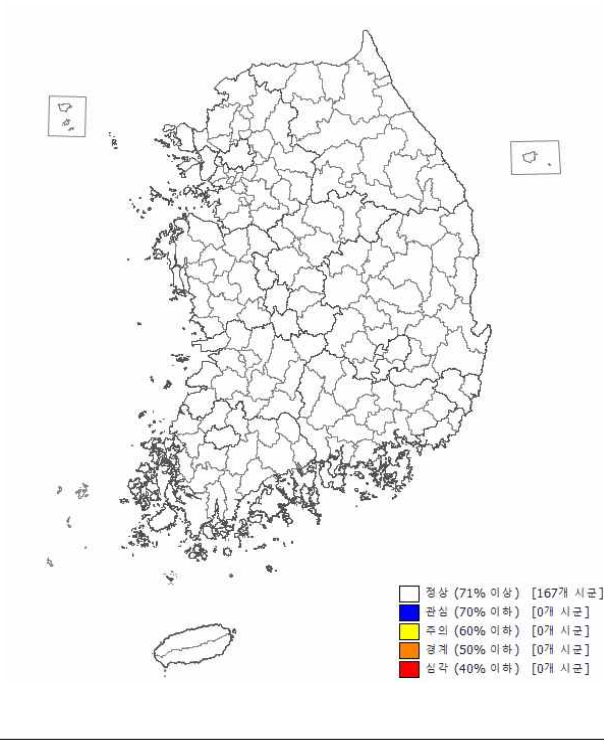 정상 (71% 이상) [167개 시군]
관심 (70% 이하) [0개 시군]
주의 (60% 이하) [0개 시군]
경계 (50% 이하) [0개 시군]
심각 (40% 이하) [0개 시군]